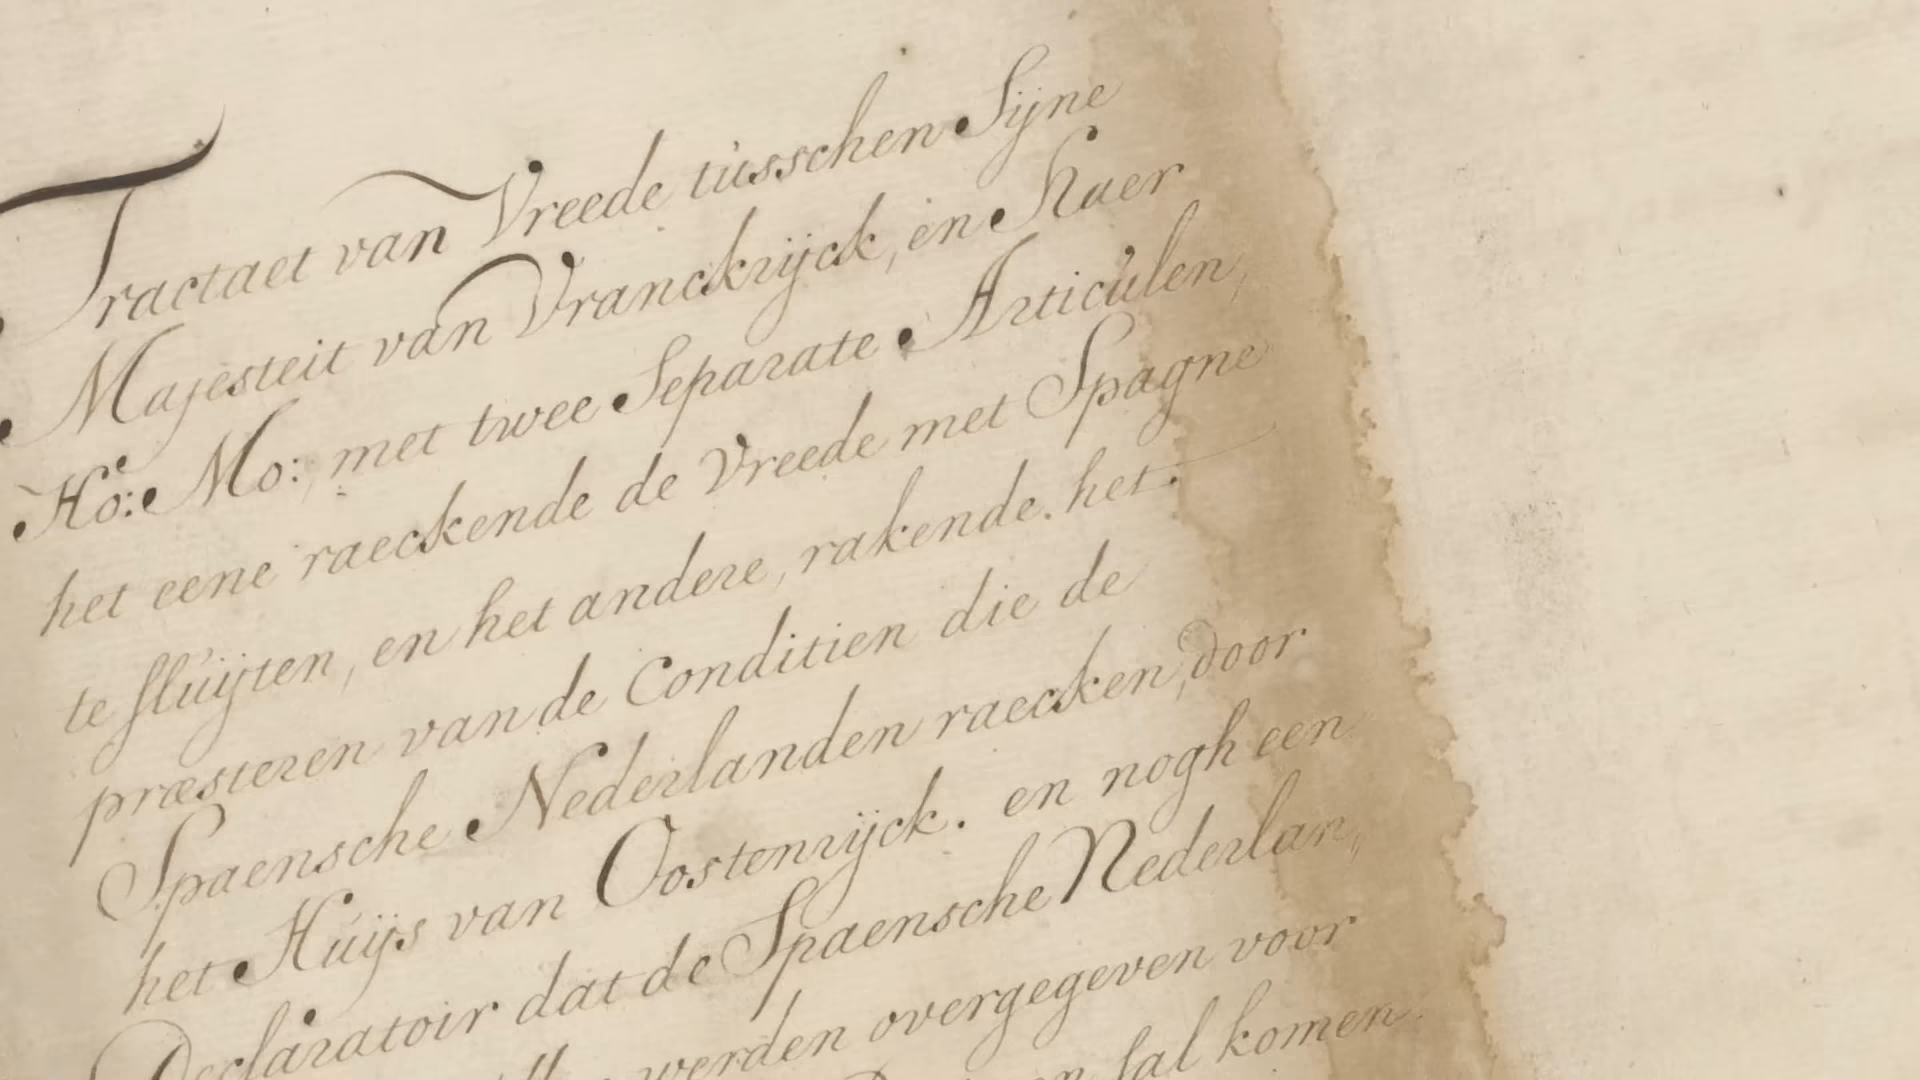 Tractaet van Vreede tusschen Sijne
Majesteit van Vranckrijck, en Haer
Ho: Mo: met twee Separate Articulen,
het eene raeckende de Vreede met Spagne
te sluijten, en het andere, rakende het
præsteren van de Conditien die de
Spaensche Nederlanden raecken, door
het Huijs van Oostenrijck. en nogh een
Declaratoir dat de Spaensche Nederlan,,
werden overgegeven voor
sal komen.